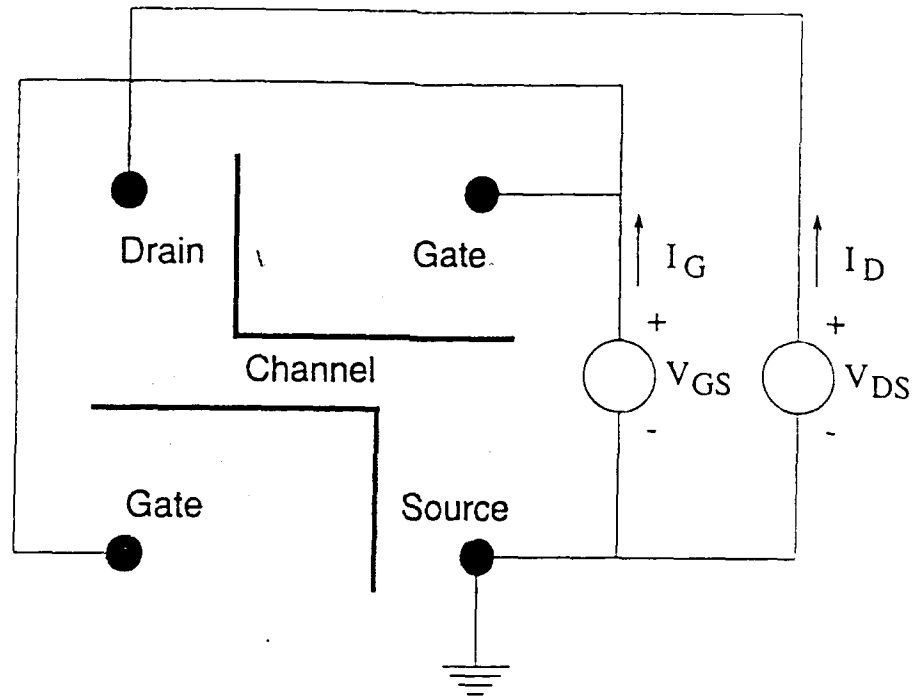 Drain
Gate
I_G
I_D
+
+
Channel
V_GS
V_DS
-
-
Gate
Source